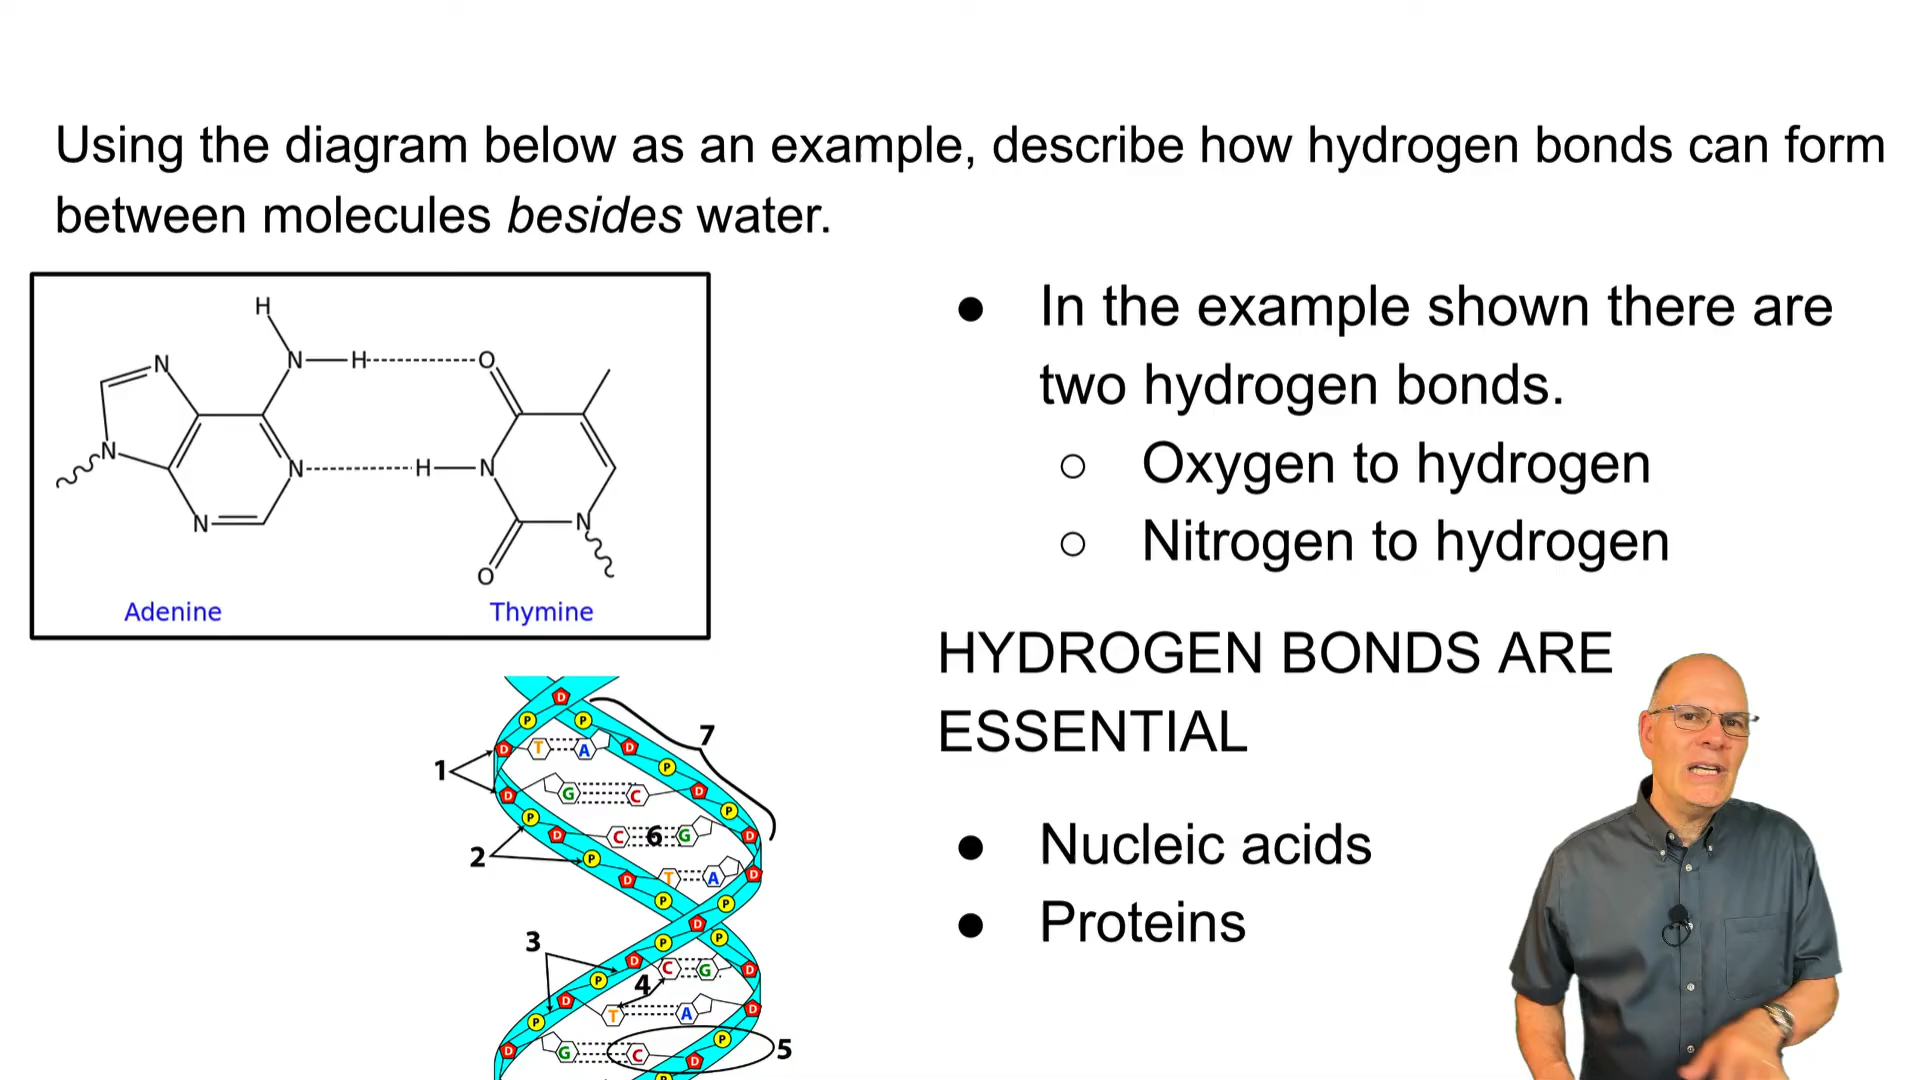 Using the diagram below as an example, describe how hydrogen bonds can form
between molecules besides water.
H
N
N
H
O
N
N
H
N
N
N
O
Adenine
Thymine
● In the example shown there are
two hydrogen bonds.
○ Oxygen to hydrogen
○ Nitrogen to hydrogen
HYDROGEN BONDS ARE
ESSENTIAL
● Nucleic acids
● Proteins
D
P P
7
D T A D
1
P
D G C D
P P
2
D C 6 G D
P
D T A D
P P
D
3
P P
D C G D
P 4
D T A D
P P
D G C D 5
P